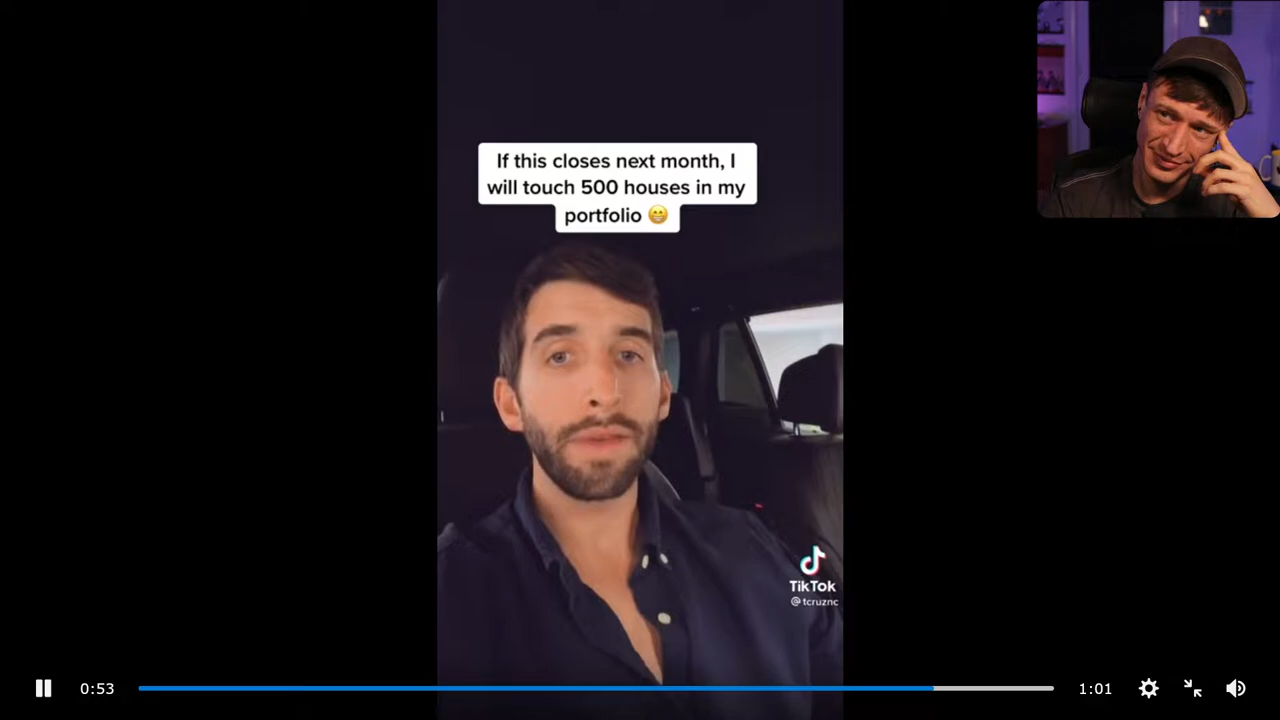 If this closes next month, I
will touch 500 houses in my
portfolio 😁
TikTok
@tcruznc
0:53
1:01